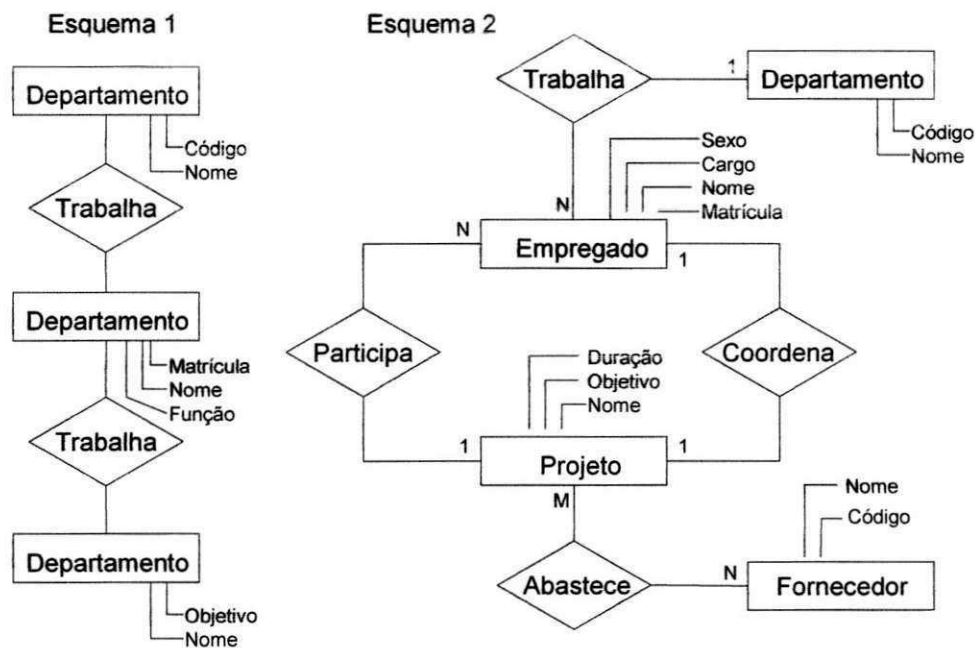 Esquema 1
Departamento
Código
Nome
Trabalha
Departamento
Matrícula
Nome
Função
Trabalha
Departamento
Objetivo
Nome
Esquema 2
Trabalha
1
Departamento
Código
Nome
Sexo
Cargo
Nome
Matrícula
N
N
Empregado
1
Participa
Coordena
Duração
Objetivo
Nome
1
Projeto
1
M
Abastece
N
Nome
Código
Fornecedor